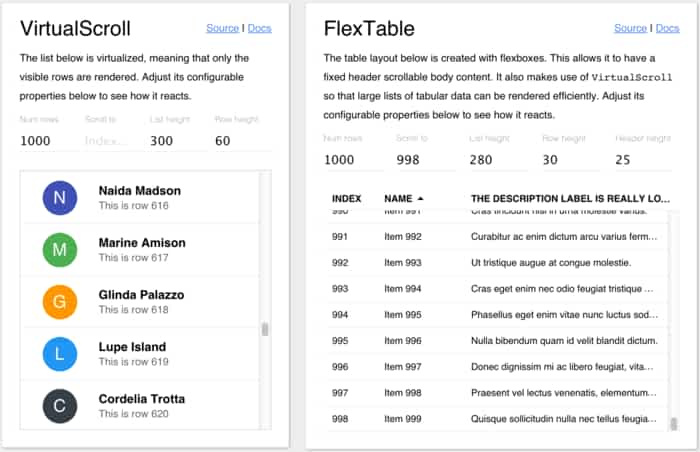 VirtualScroll
Source | Docs
The list below is virtualized, meaning that only the
visible rows are rendered. Adjust its configurable
properties below to see how it reacts.
Num rows Scroll to List height Row height
1000 Index... 300 60
N
Naida Madson
This is row 616
M
Marine Amison
This is row 617
G
Glinda Palazzo
This is row 618
L
Lupe Island
This is row 619
C
Cordelia Trotta
This is row 620
FlexTable
Source | Docs
The table layout below is created with flexboxes. This allows it to have a
fixed header scrollable body content. It also makes use of VirtualScroll
so that large lists of tabular data can be rendered efficiently. Adjust its
configurable properties below to see how it reacts.
Num rows Scroll to List height Row height Header height
1000 998 280 30 25
INDEX NAME THE DESCRIPTION LABEL IS REALLY LO...
990 Item 991 Cras tincidunt nisl in urna molestie varius.
991 Item 992 Curabitur ac enim dictum arcu varius ferm...
992 Item 993 Ut tristique augue at congue molestie.
993 Item 994 Cras eget enim nec odio feugiat tristique ...
994 Item 995 Phasellus eget enim vitae nunc luctus sod...
995 Item 996 Nulla bibendum quam id velit blandit dictum.
996 Item 997 Donec dignissim mi ac libero feugiat, vita...
997 Item 998 Praesent vel lectus venenatis, elementum...
998 Item 999 Quisque sollicitudin nulla nec tellus feugia...